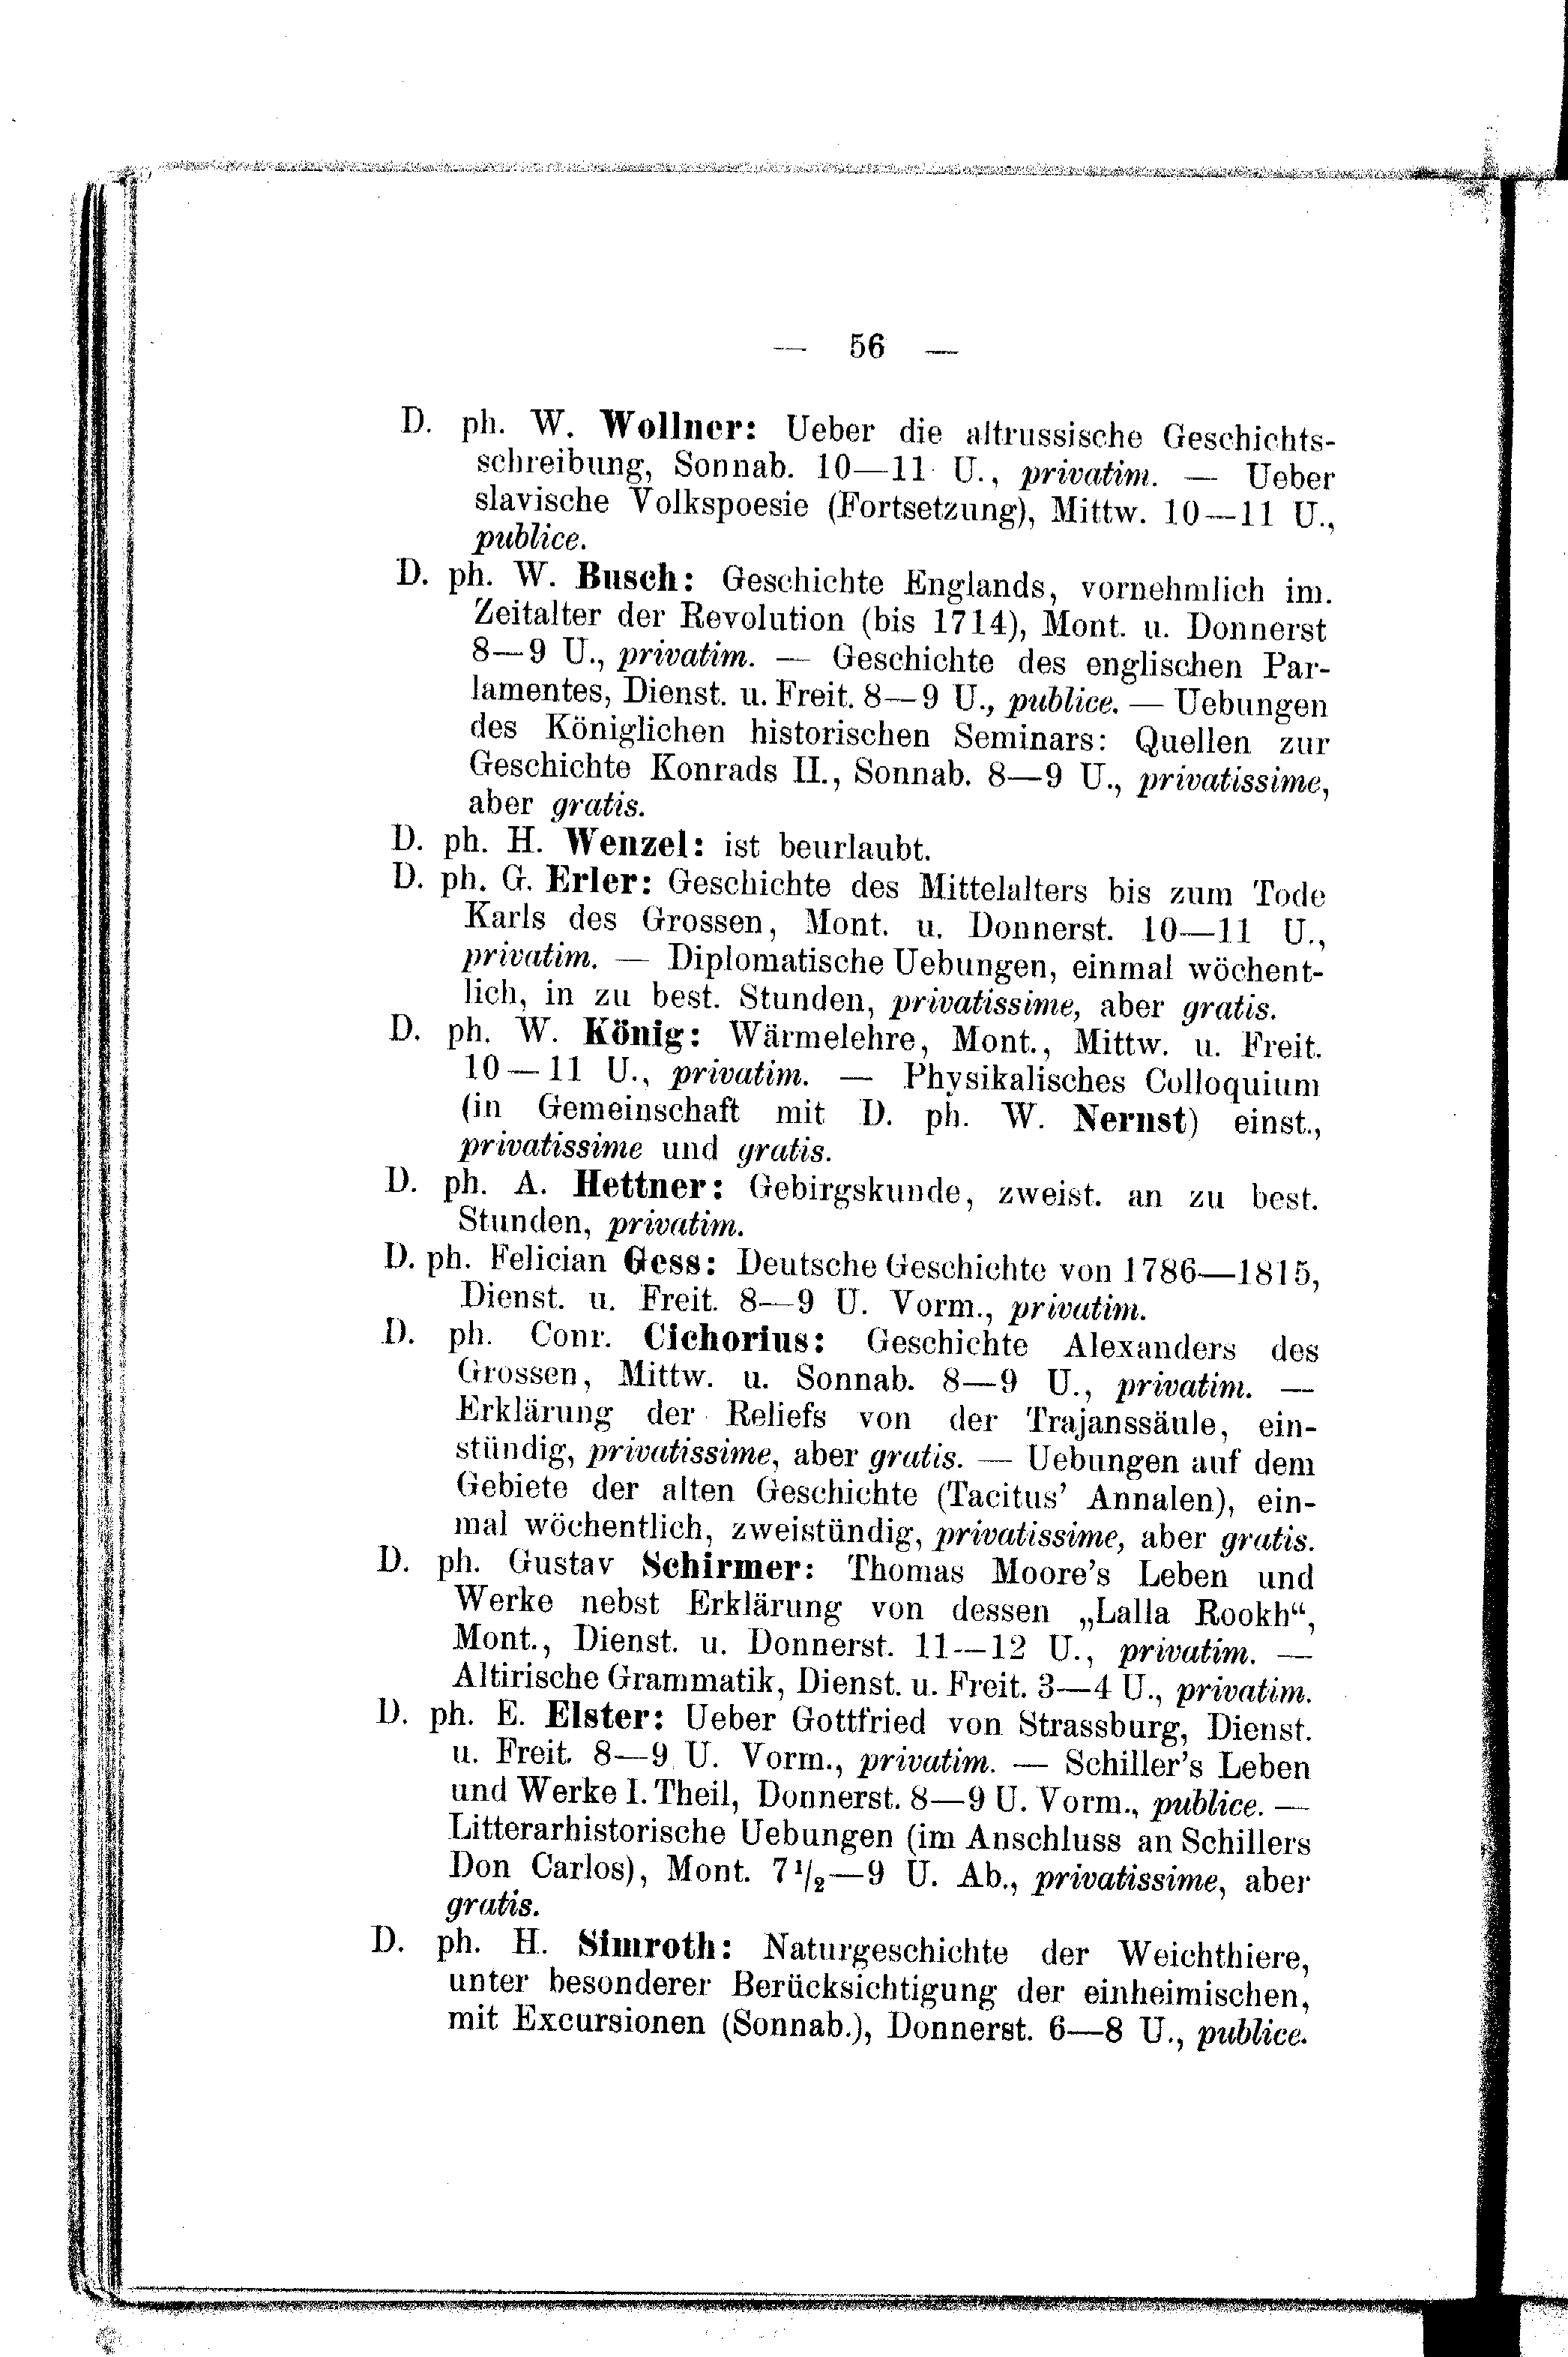 — 56 —
D. ph. W. Wollner: Ueber die altrussische Geschichts-
schreibung, Sonnab. 10—11 U., privatim. — Ueber
slavische Volkspoesie (Fortsetzung), Mittw. 10—11 U.,
publice.
D. ph. W. Busch: Geschichte Englands, vornehmlich im.
Zeitalter der Revolution (bis 1714), Mont. u. Donnerst
8—9 U., privatim. — Geschichte des englischen Par-
lamentes, Dienst. u. Freit. 8—9 U., publice. — Uebungen
des Königlichen historischen Seminars: Quellen zur
Geschichte Konrads II., Sonnab. 8—9 U., privatissime,
aber gratis.
D. ph. H. Wenzel: ist beurlaubt.
D. ph. G. Erler: Geschichte des Mittelalters bis zum Tode
Karls des Grossen, Mont. u. Donnerst. 10—11 U.,
privatim. — Diplomatische Uebungen, einmal wöchent-
lich, in zu best. Stunden, privatissime, aber gratis.
D. ph. W. König: Wärmelehre, Mont., Mittw. u. Freit.
10—11 U., privatim. — Physikalisches Colloquium
(in Gemeinschaft mit D. ph. W. Nernst) einst.,
privatissime und gratis.
D. ph. A. Hettner: Gebirgskunde, zweist. an zu best.
Stunden, privatim.
D. ph. Felician Gess: Deutsche Geschichte von 1786—1815,
Dienst. u. Freit. 8—9 U. Vorm., privatim.
D. ph. Conr. Cichorius: Geschichte Alexanders des
Grossen, Mittw. u. Sonnab. 8—9 U., privatim. —
Erklärung der Reliefs von der Trajanssäule, ein-
stündig, privatissime, aber gratis. — Uebungen auf dem
Gebiete der alten Geschichte (Tacitus’ Annalen), ein-
mal wöchentlich, zweistündig, privatissime, aber gratis.
D. ph. Gustav Schirmer: Thomas Moore’s Leben und
Werke nebst Erklärung von dessen „Lalla Rookh“,
Mont., Dienst. u. Donnerst. 11—12 U., privatim. —
Altirische Grammatik, Dienst. u. Freit. 3—4 U., privatim.
D. ph. E. Elster: Ueber Gottfried von Strassburg, Dienst.
u. Freit. 8—9 U. Vorm., privatim. — Schiller’s Leben
und Werke I. Theil, Donnerst. 8—9 U. Vorm., publice. —
Litterarhistorische Uebungen (im Anschluss an Schillers
Don Carlos), Mont. 7 1/2—9 U. Ab., privatissime, aber
gratis.
D. ph. H. Simroth: Naturgeschichte der Weichthiere,
unter besonderer Berücksichtigung der einheimischen,
mit Excursionen (Sonnab.), Donnerst. 6—8 U., publice.